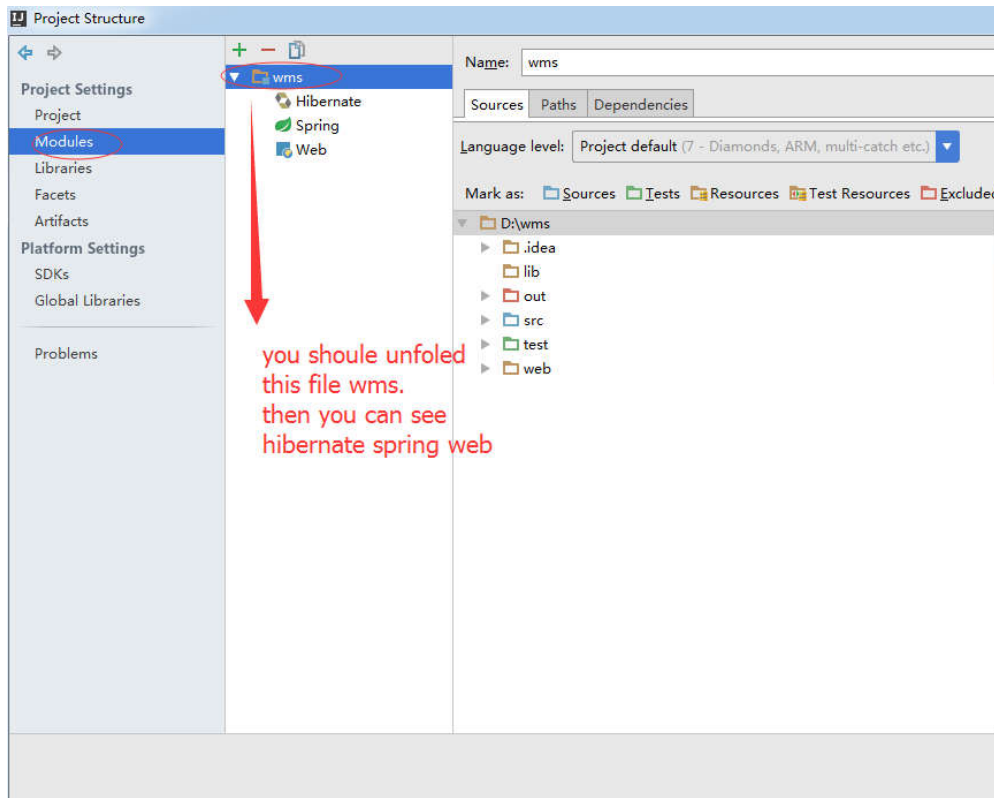 Project Structure
Project Settings
Project
Modules
Libraries
Facets
Artifacts
Platform Settings
SDKs
Global Libraries
Problems
wms
Hibernate
Spring
Web
you shoule unfoled
this file wms.
then you can see
hibernate spring web
Name: wms
Sources Paths Dependencies
Language level: Project default (7 - Diamonds, ARM, multi-catch etc.)
Mark as: Sources Tests Resources Test Resources Excluded
D:\wms
.idea
lib
out
src
test
web